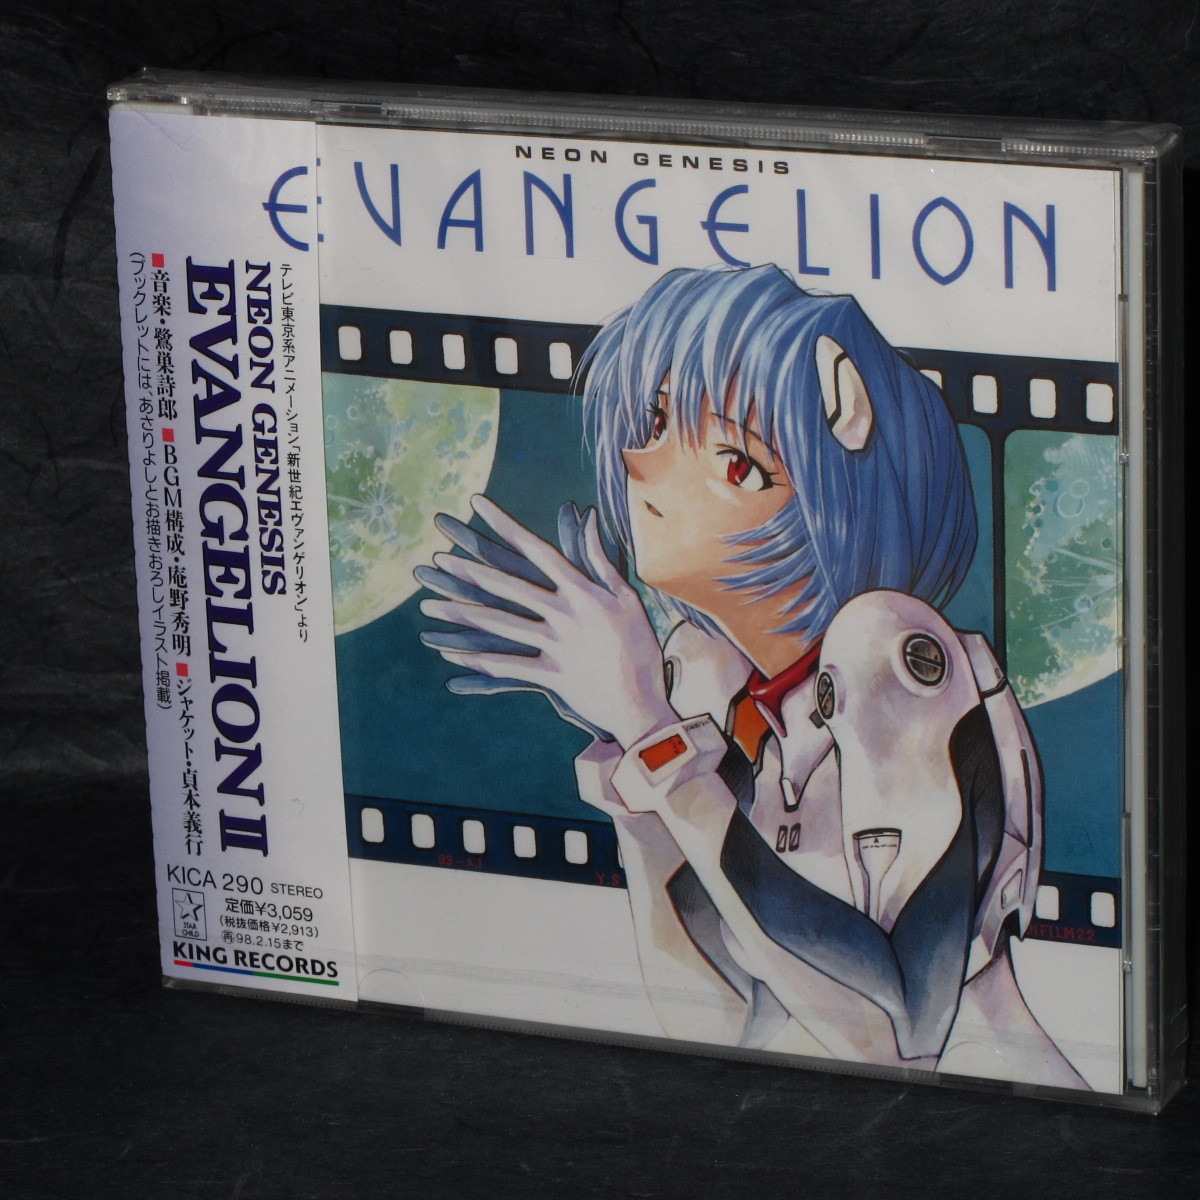 NEON GENESIS
EVANGELION
テレビ東京系アニメーション「新世紀エヴァンゲリオン」より
NEON GENESIS
EVANGELION II
■音楽・鷺巣詩郎 ■BGM構成・庵野秀明 ■ジャケット・貞本義行
(ブックレットには、あさりよしとお描きおろしイラスト掲載)
KICA 290 STEREO
定価¥3,059
(税抜価格¥2,913)
再98.2.15まで
STAR CHILD
KING RECORDS